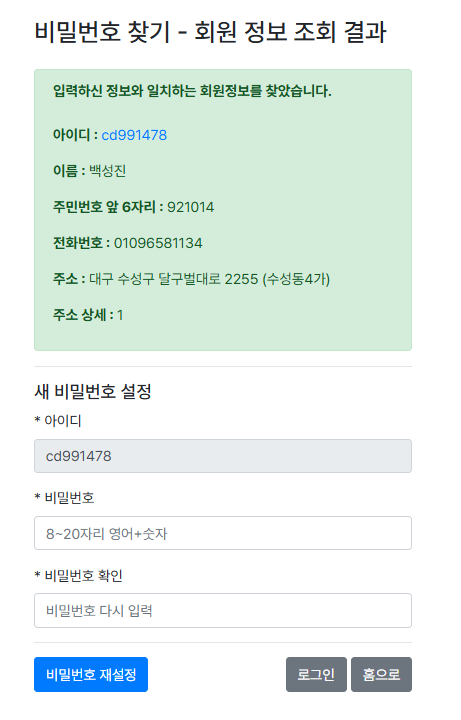 비밀번호 찾기 - 회원 정보 조회 결과
입력하신 정보와 일치하는 회원정보를 찾았습니다.
아이디 : cd991478
이름 : 백성진
주민번호 앞 6자리 : 921014
전화번호 : 01096581134
주소 : 대구 수성구 달구벌대로 2255 (수성동4가)
주소 상세 : 1
새 비밀번호 설정
* 아이디
cd991478
* 비밀번호
8~20자리 영어+숫자
* 비밀번호 확인
비밀번호 다시 입력
비밀번호 재설정 로그인 홈으로